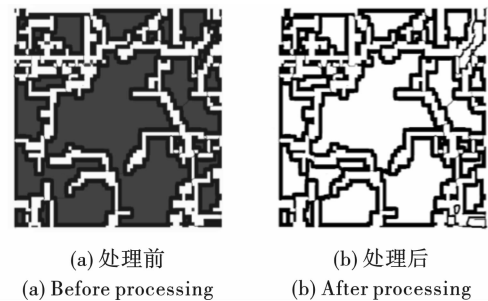 (a) 处理前
(a) Before processing
(b) 处理后
(b) After processing